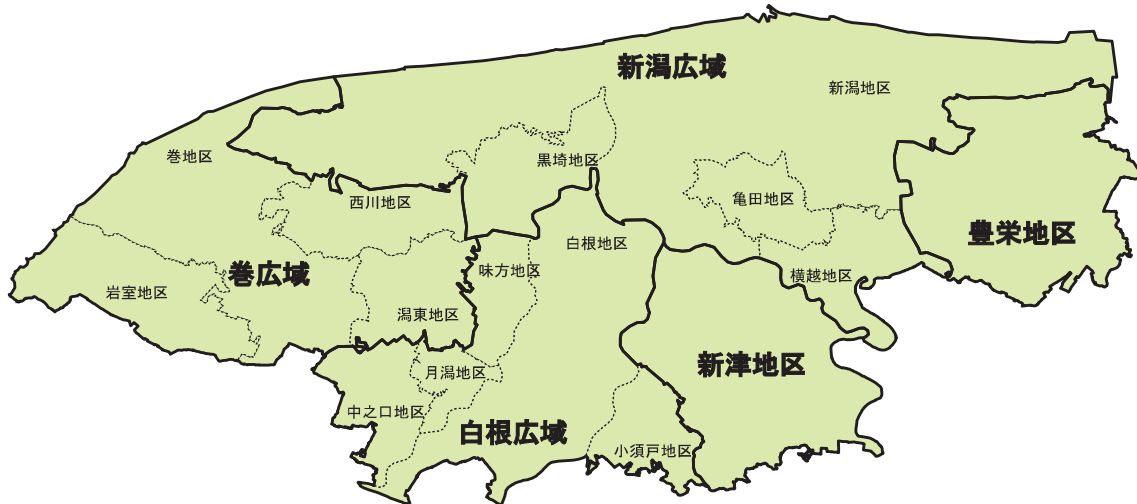 新潟広域
新潟地区
巻地区
黒埼地区
西川地区
亀田地区
豊栄地区
白根地区
巻広域
味方地区
横越地区
岩室地区
潟東地区
新津地区
月潟地区
中之口地区
白根広域
小須戸地区